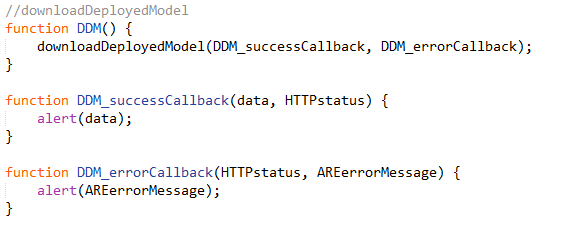 //downloadDeployedModel
function DDM() {
    downloadDeployedModel(DDM_successCallback, DDM_errorCallback);
}

function DDM_successCallback(data, HTTPstatus) {
    alert(data);
}

function DDM_errorCallback(HTTPstatus, AREerrorMessage) {
    alert(AREerrorMessage);
}